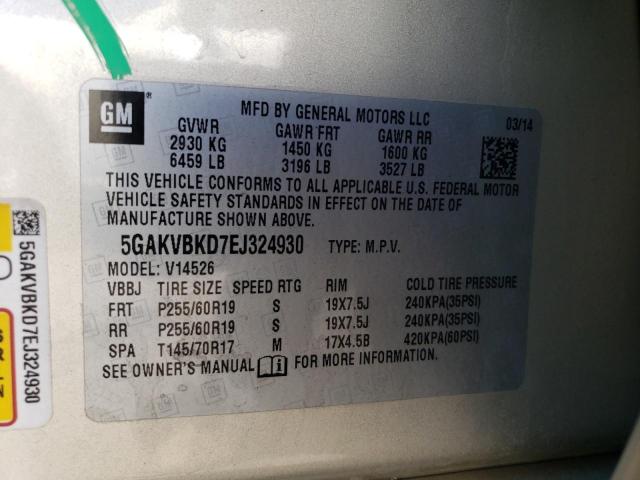 GM
MFD BY GENERAL MOTORS LLC
03/14
GVWR GAWR FRT GAWR RR
2930 KG 1450 KG 1600 KG
6459 LB 3196 LB 3527 LB
THIS VEHICLE CONFORMS TO ALL APPLICABLE U.S. FEDERAL MOTOR
VEHICLE SAFETY STANDARDS IN EFFECT ON THE DATE OF
MANUFACTURE SHOWN ABOVE.
5GAKVBKD7EJ324930 TYPE: M.P.V.
MODEL: V14526
VBBJ TIRE SIZE SPEED RTG RIM COLD TIRE PRESSURE
FRT P255/60R19 S 19X7.5J 240KPA(35PSI)
RR P255/60R19 S 19X7.5J 240KPA(35PSI)
SPA T145/70R17 M 17X4.5B 420KPA(60PSI)
SEE OWNER'S MANUAL FOR MORE INFORMATION.
5GAKVBKD7EJ324930